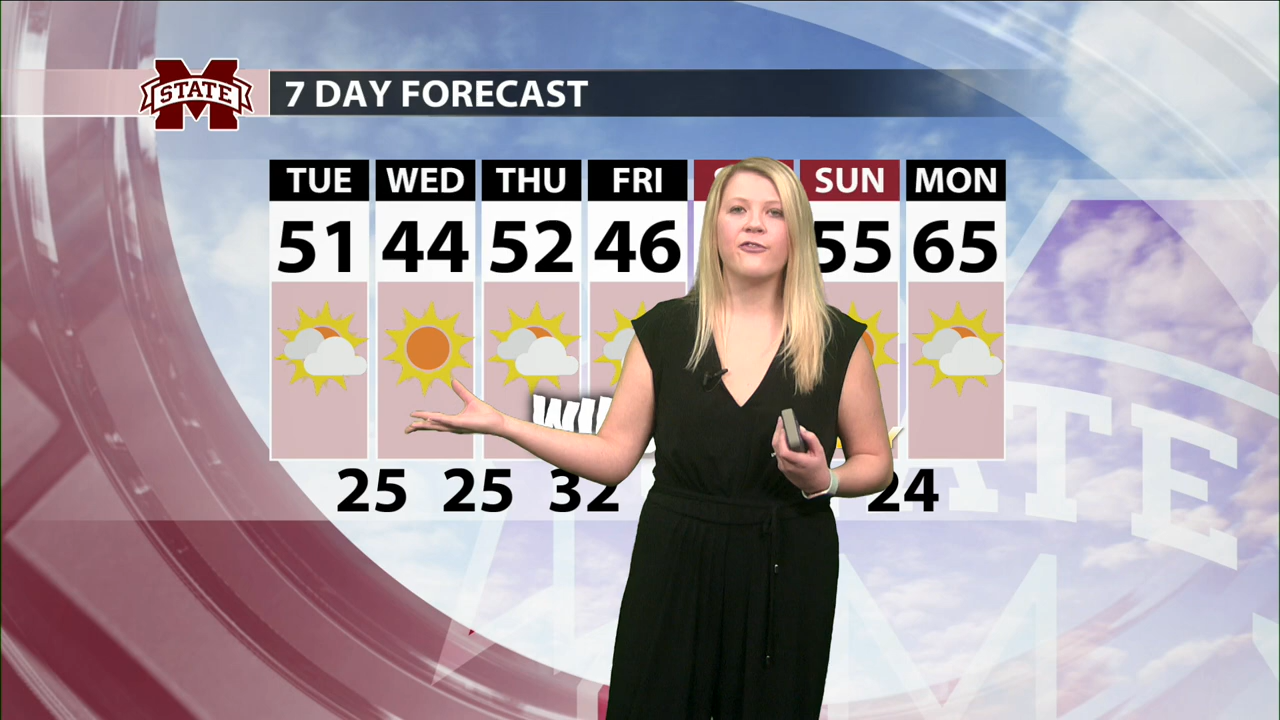 STATE
7 DAY FORECAST
TUE WED THU FRI SUN MON
51 44 52 46 55 65
25 25 32 24